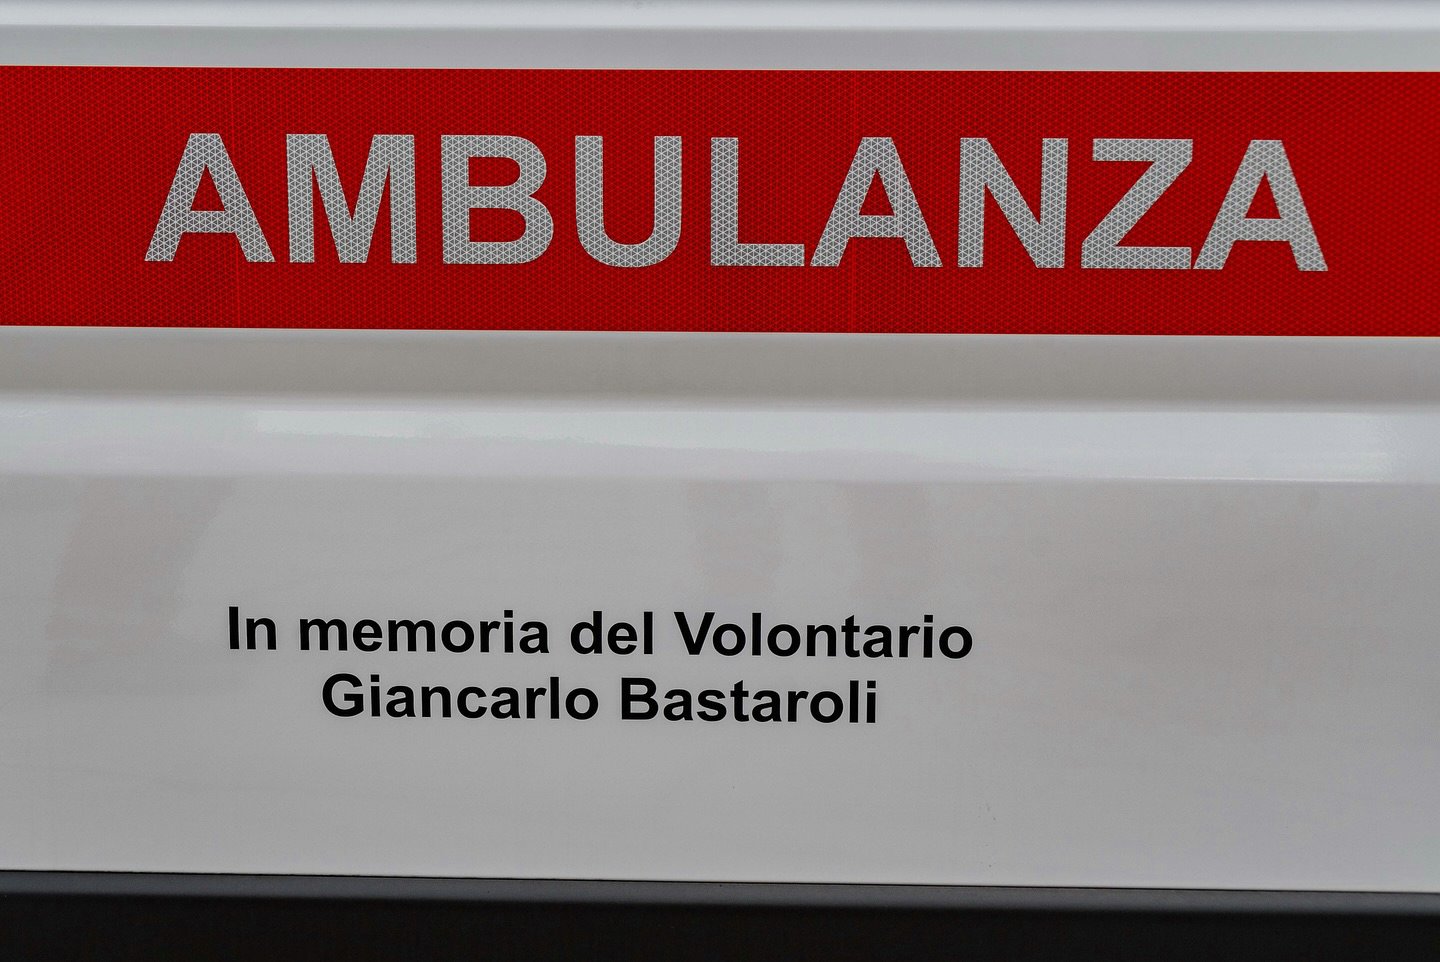 AMBULANZA
In memoria del Volontario
Giancarlo Bastaroli